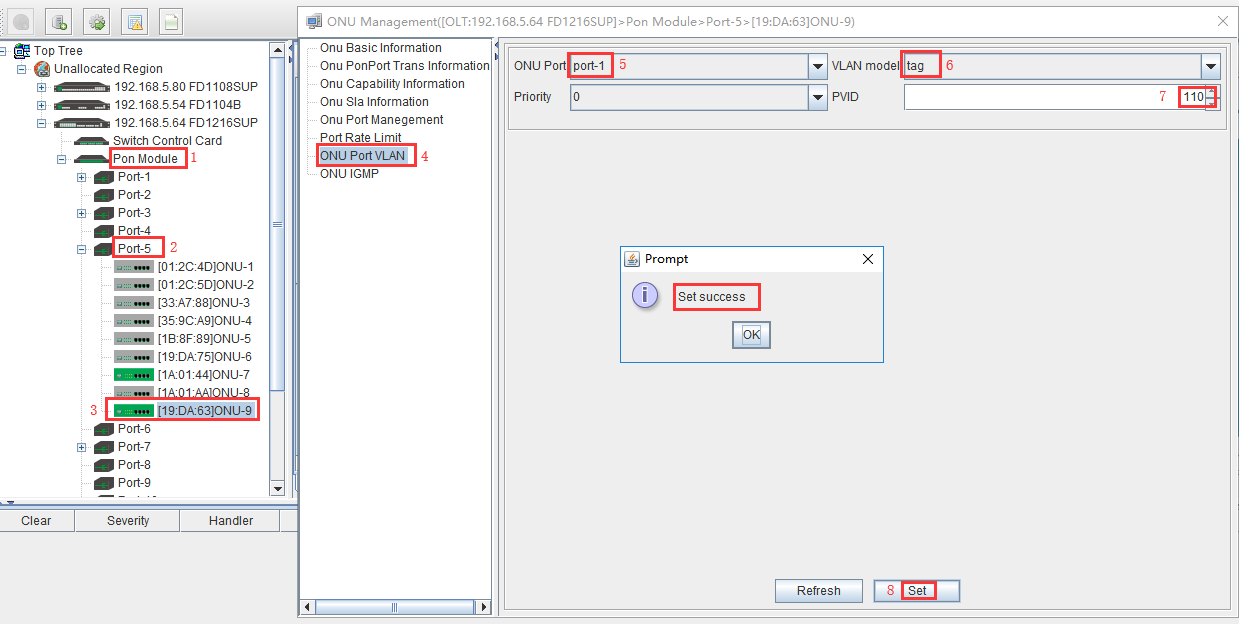 ONU Management([OLT:192.168.5.64 FD1216SUP]>Pon Module>Port-5>[19:DA:63]ONU-9)
Top Tree
Unallocated Region
192.168.5.80 FD1108SUP
192.168.5.54 FD1104B
192.168.5.64 FD1216SUP
Switch Control Card
Pon Module 1
Port-1
Port-2
Port-3
Port-4
Port-5 2
[01:2C:4D]ONU-1
[01:2C:5D]ONU-2
[33:A7:88]ONU-3
[35:9C:A9]ONU-4
[1B:8F:89]ONU-5
[19:DA:75]ONU-6
[1A:01:44]ONU-7
[1A:01:AA]ONU-8
3 [19:DA:63]ONU-9
Port-6
Port-7
Port-8
Port-9
Clear Severity Handler
Onu Basic Information
Onu PonPort Trans Information
Onu Capability Information
Onu Sla Information
Onu Port Manegement
Port Rate Limit
ONU Port VLAN 4
ONU IGMP
ONU Port port-1 5 VLAN model tag 6
Priority 0 PVID 7 110
Prompt
Set success
OK
Refresh 8 Set